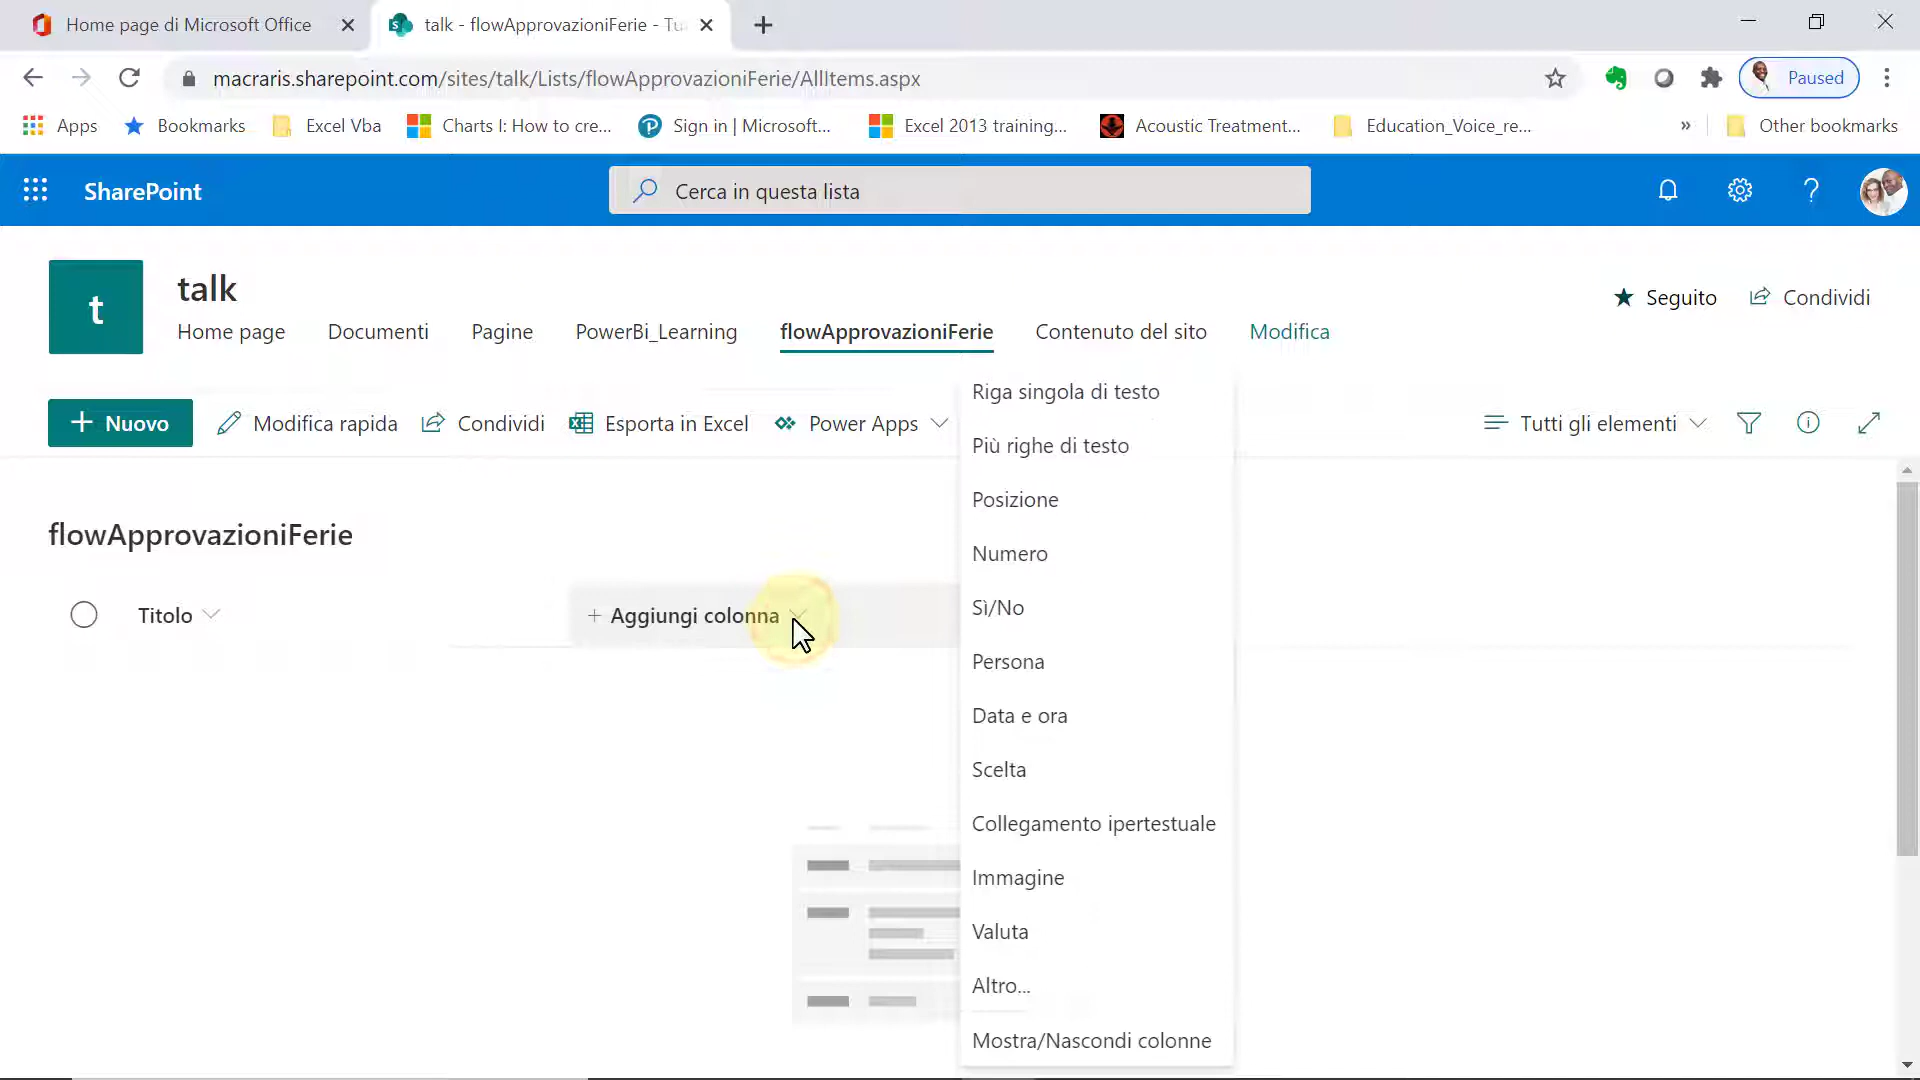 Home page di Microsoft Office
talk - flowApprovazioniFerie - Tu
macraris.sharepoint.com/sites/talk/Lists/flowApprovazioniFerie/AllItems.aspx
Paused
Apps
Bookmarks
Excel Vba
Charts I: How to cre...
Sign in | Microsoft...
Excel 2013 training...
Acoustic Treatment...
Education_Voice_re...
»
Other bookmarks
SharePoint
Cerca in questa lista
t
talk
Seguito
Condividi
Home page
Documenti
Pagine
PowerBi_Learning
flowApprovazioniFerie
Contenuto del sito
Modifica
+ Nuovo
Modifica rapida
Condividi
Esporta in Excel
Power Apps
Tutti gli elementi
flowApprovazioniFerie
Titolo
+ Aggiungi colonna
Riga singola di testo
Più righe di testo
Posizione
Numero
Sì/No
Persona
Data e ora
Scelta
Collegamento ipertestuale
Immagine
Valuta
Altro...
Mostra/Nascondi colonne